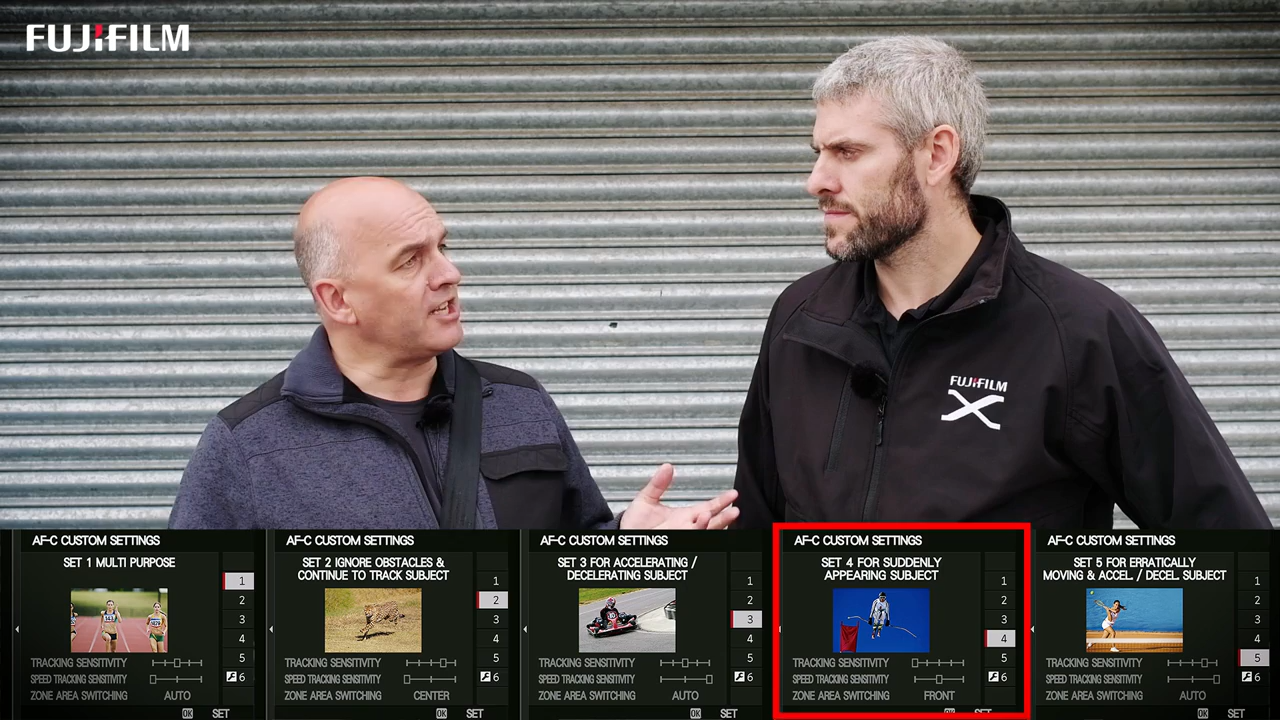 FUJIFILM
FUJIFILM
X
AF-C CUSTOM SETTINGS
SET 1 MULTI PURPOSE
1
2
3
4
5
6
TRACKING SENSITIVITY
SPEED TRACKING SENSITIVITY
ZONE AREA SWITCHING AUTO
OK SET
AF-C CUSTOM SETTINGS
SET 2 IGNORE OBSTACLES &
CONTINUE TO TRACK SUBJECT
1
2
3
4
5
6
TRACKING SENSITIVITY
SPEED TRACKING SENSITIVITY
ZONE AREA SWITCHING CENTER
OK SET
AF-C CUSTOM SETTINGS
SET 3 FOR ACCELERATING /
DECELERATING SUBJECT
1
2
3
4
5
6
TRACKING SENSITIVITY
SPEED TRACKING SENSITIVITY
ZONE AREA SWITCHING AUTO
OK SET
AF-C CUSTOM SETTINGS
SET 4 FOR SUDDENLY
APPEARING SUBJECT
1
2
3
4
5
6
TRACKING SENSITIVITY
SPEED TRACKING SENSITIVITY
ZONE AREA SWITCHING FRONT
OK SET
AF-C CUSTOM SETTINGS
SET 5 FOR ERRATICALLY
MOVING & ACCEL. / DECEL. SUBJECT
1
2
3
4
5
6
TRACKING SENSITIVITY
SPEED TRACKING SENSITIVITY
ZONE AREA SWITCHING AUTO
OK SET